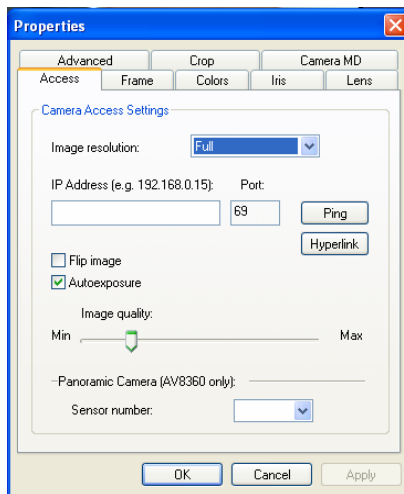 Properties
Advanced Crop Camera MD
Access Frame Colors Iris Lens
Camera Access Settings
Image resolution: Full
IP Address (e.g. 192.168.0.15): Port:
69 Ping
Hyperlink
Flip image
Autoexposure
Image quality:
Min Max
Panoramic Camera (AV8360 only):
Sensor number:
OK Cancel Apply